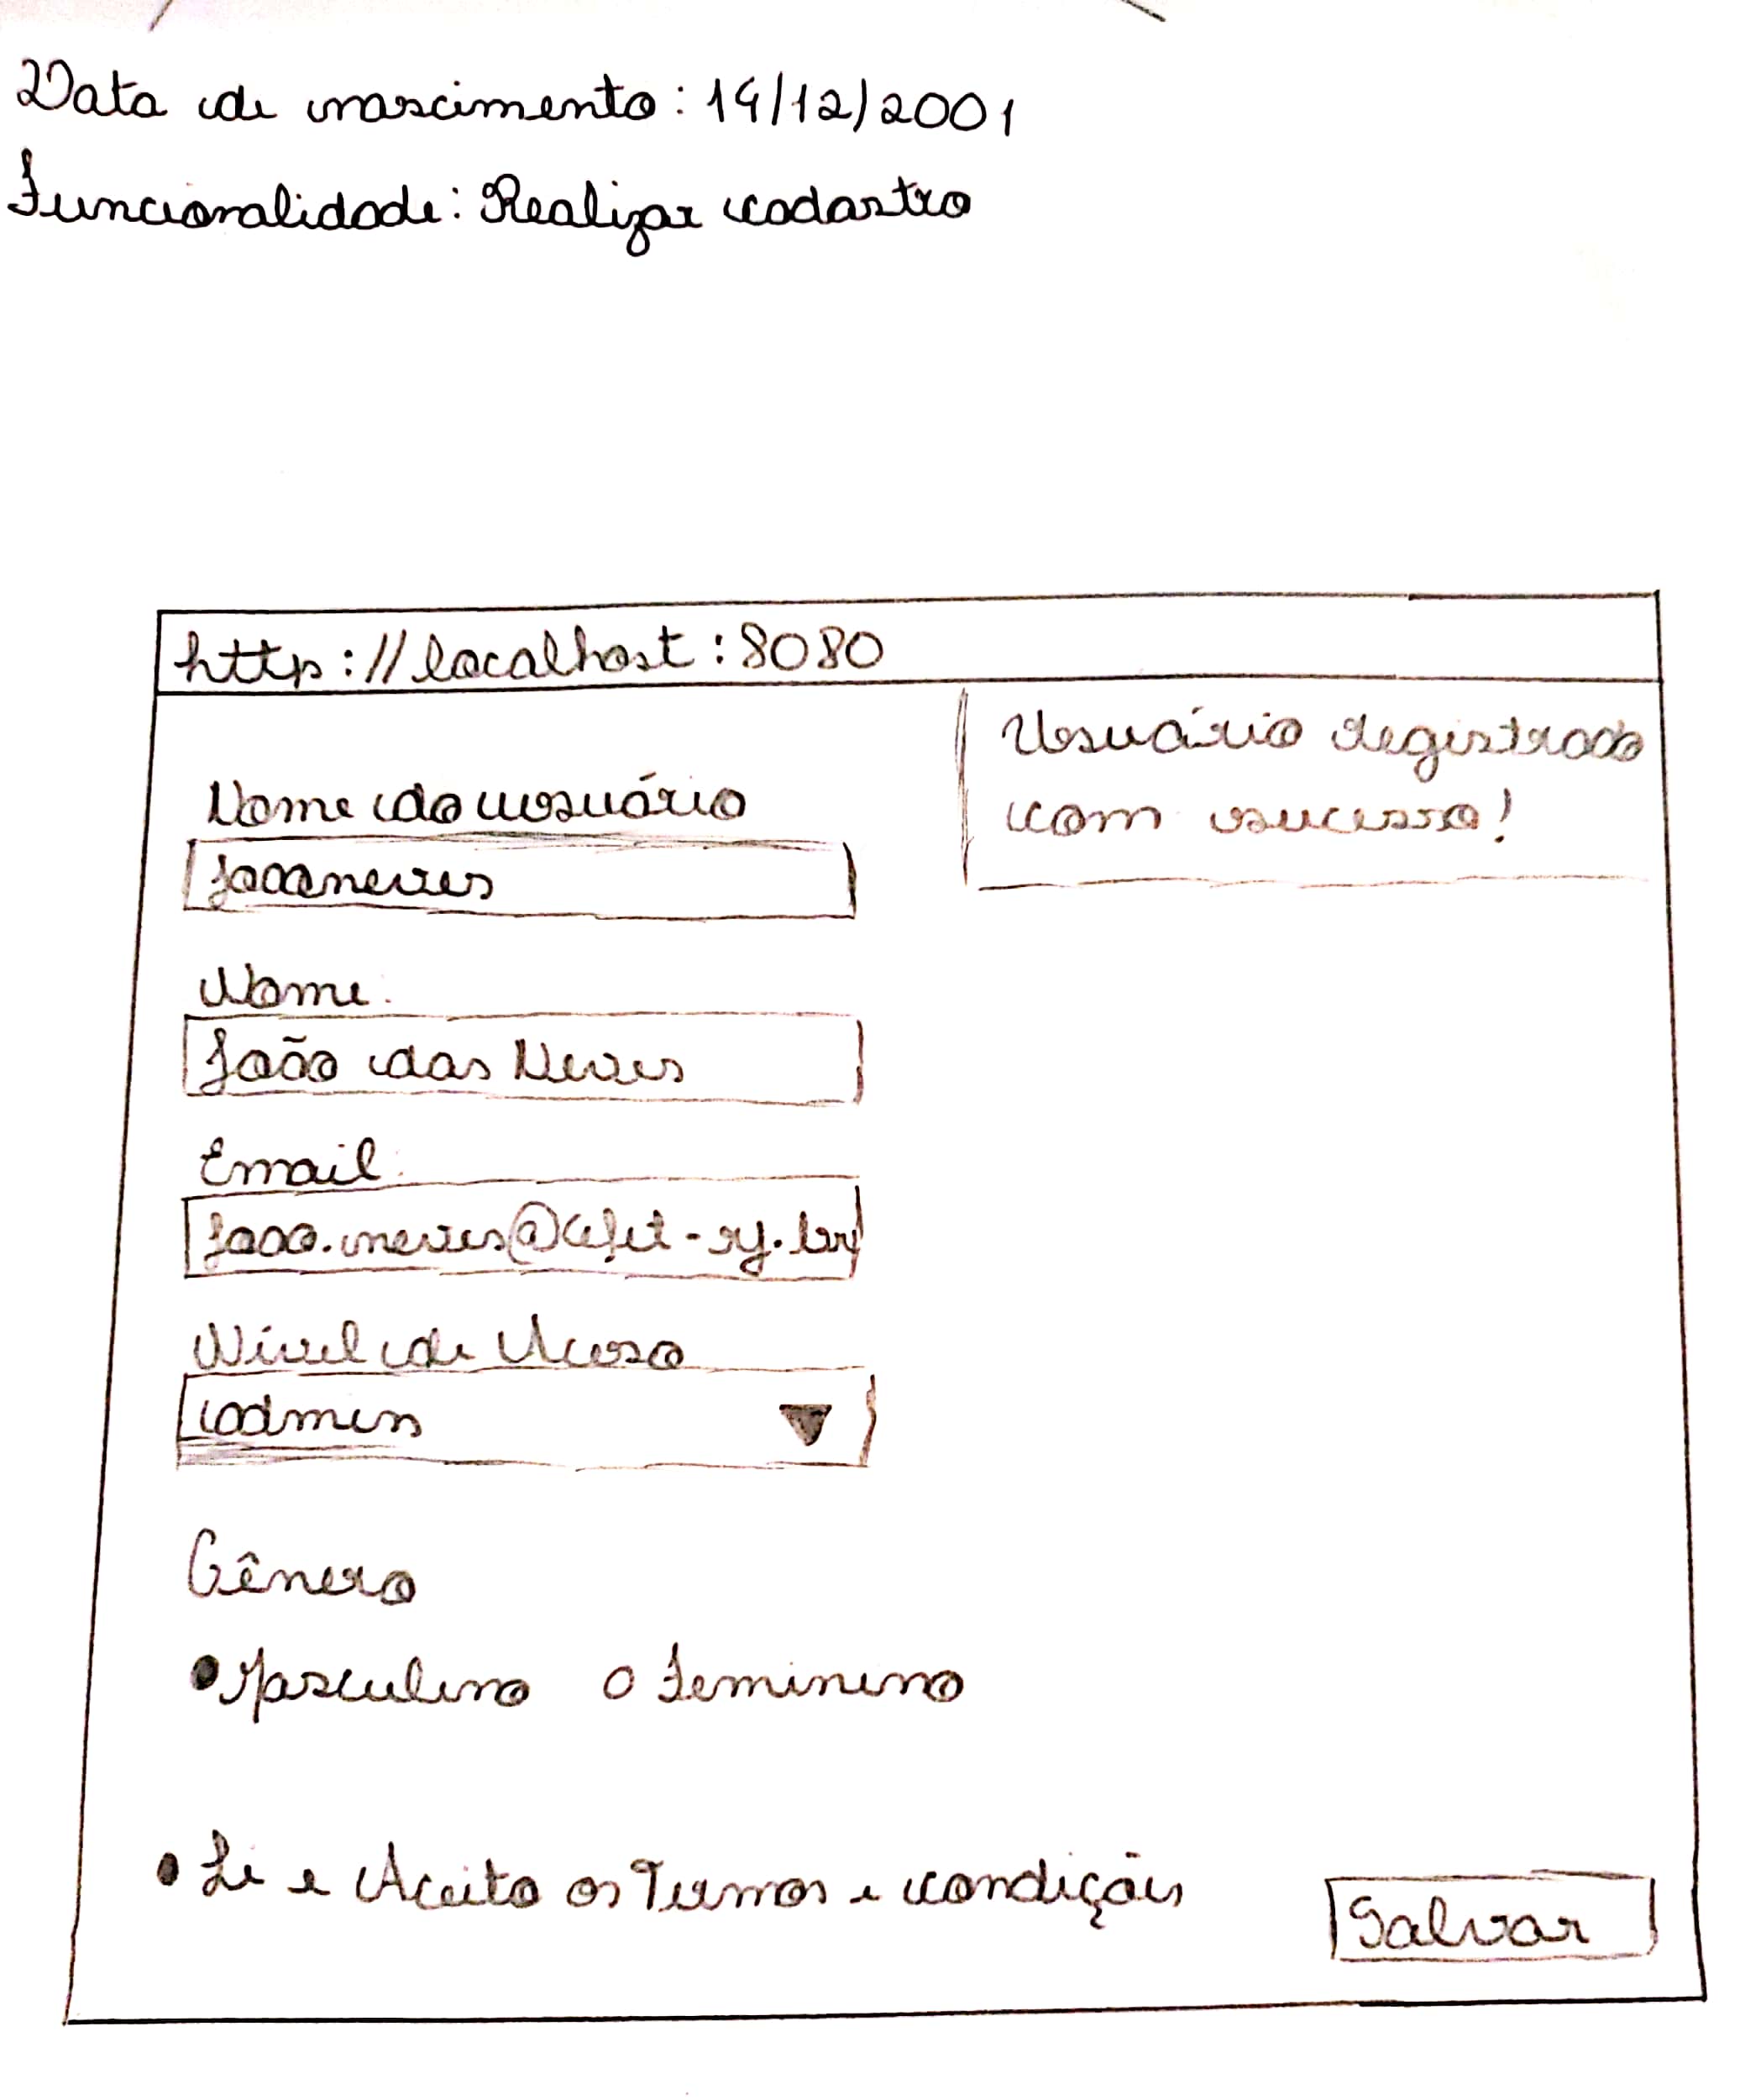 Data de nascimento: 14/12/2001
Funcionalidade: Realizar cadastro
http://localhost:8080
Usuário registrado
com sucesso!
Nome do usuário
joaoneves
Nome
João das Neves
Email
joao.neves@cefet-rj.br
Nível de Acesso
admin
Gênero
Masculino Feminino
Li e Aceito os Termos e condições
Salvar